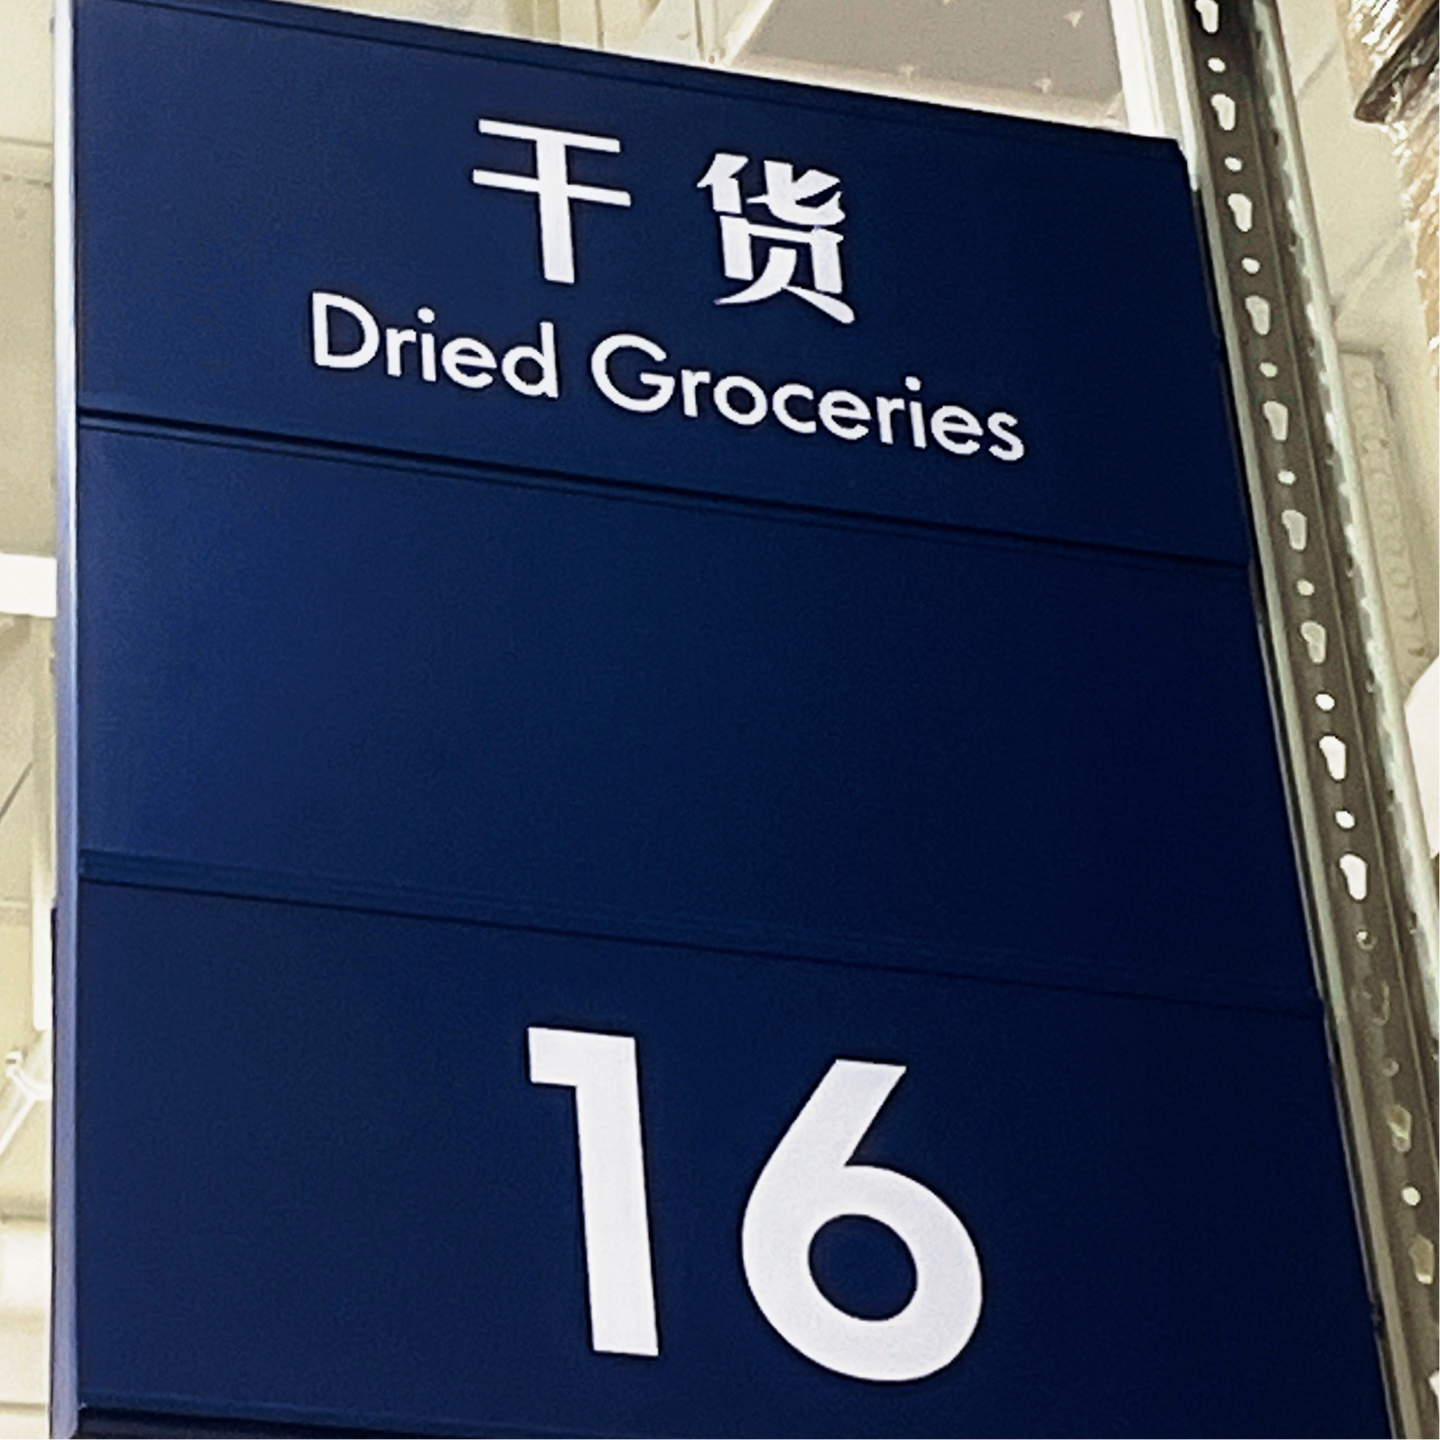 干货
Dried Groceries
16